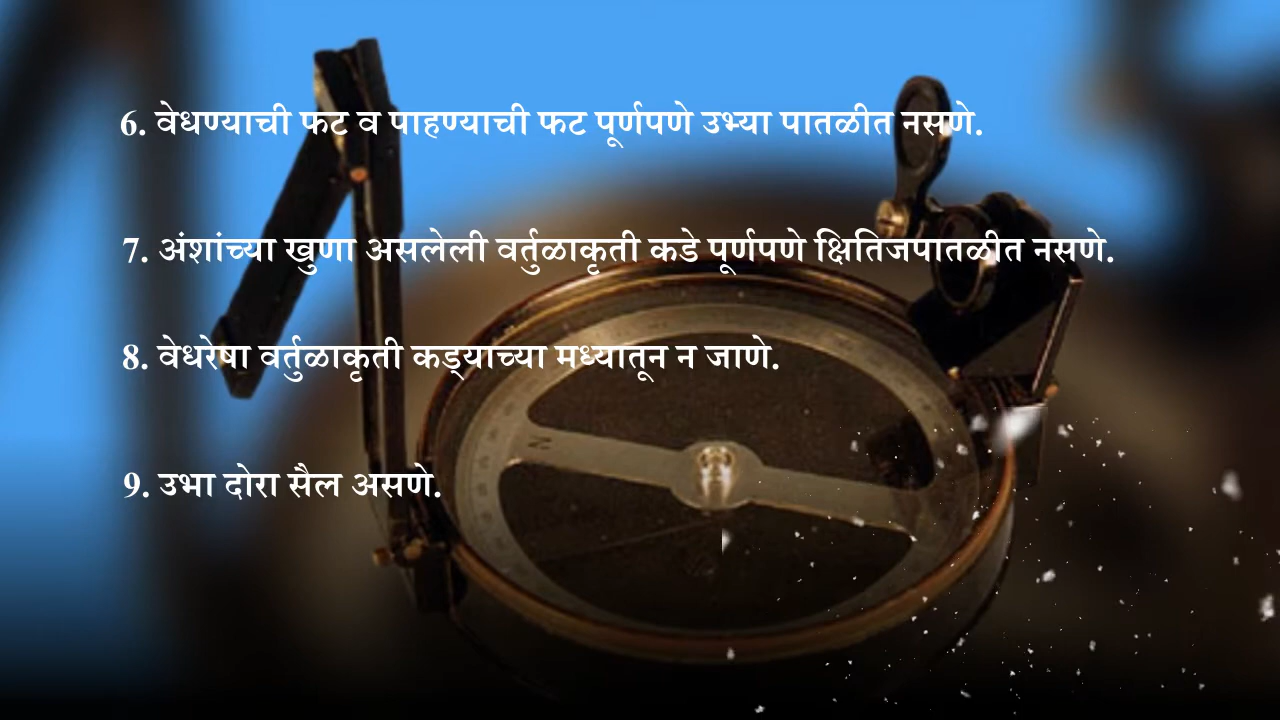 6. वेधण्याची फट व पाहण्याची फट पूर्णपणे उभ्या पातळीत नसणे.
7. अंशांच्या खुणा असलेली वर्तुळाकृती कडे पूर्णपणे क्षितिजपातळीत नसणे.
8. वेधरेषा वर्तुळाकृती कड्याच्या मध्यातून न जाणे.
9. उभा दोरा सैल असणे.
N